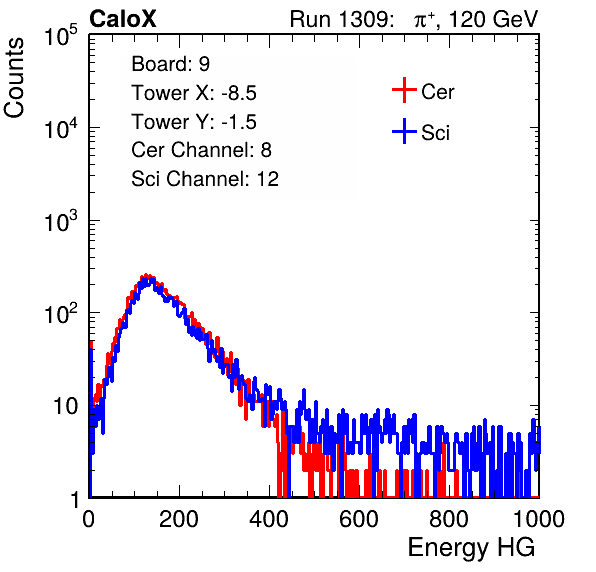 CaloX Run 1309: π⁺, 120 GeV
Counts
10⁵
10⁴
10³
10²
10
1
Board: 9
Tower X: -8.5
Tower Y: -1.5
Cer Channel: 8
Sci Channel: 12
Cer
Sci
0 200 400 600 800 1000
Energy HG